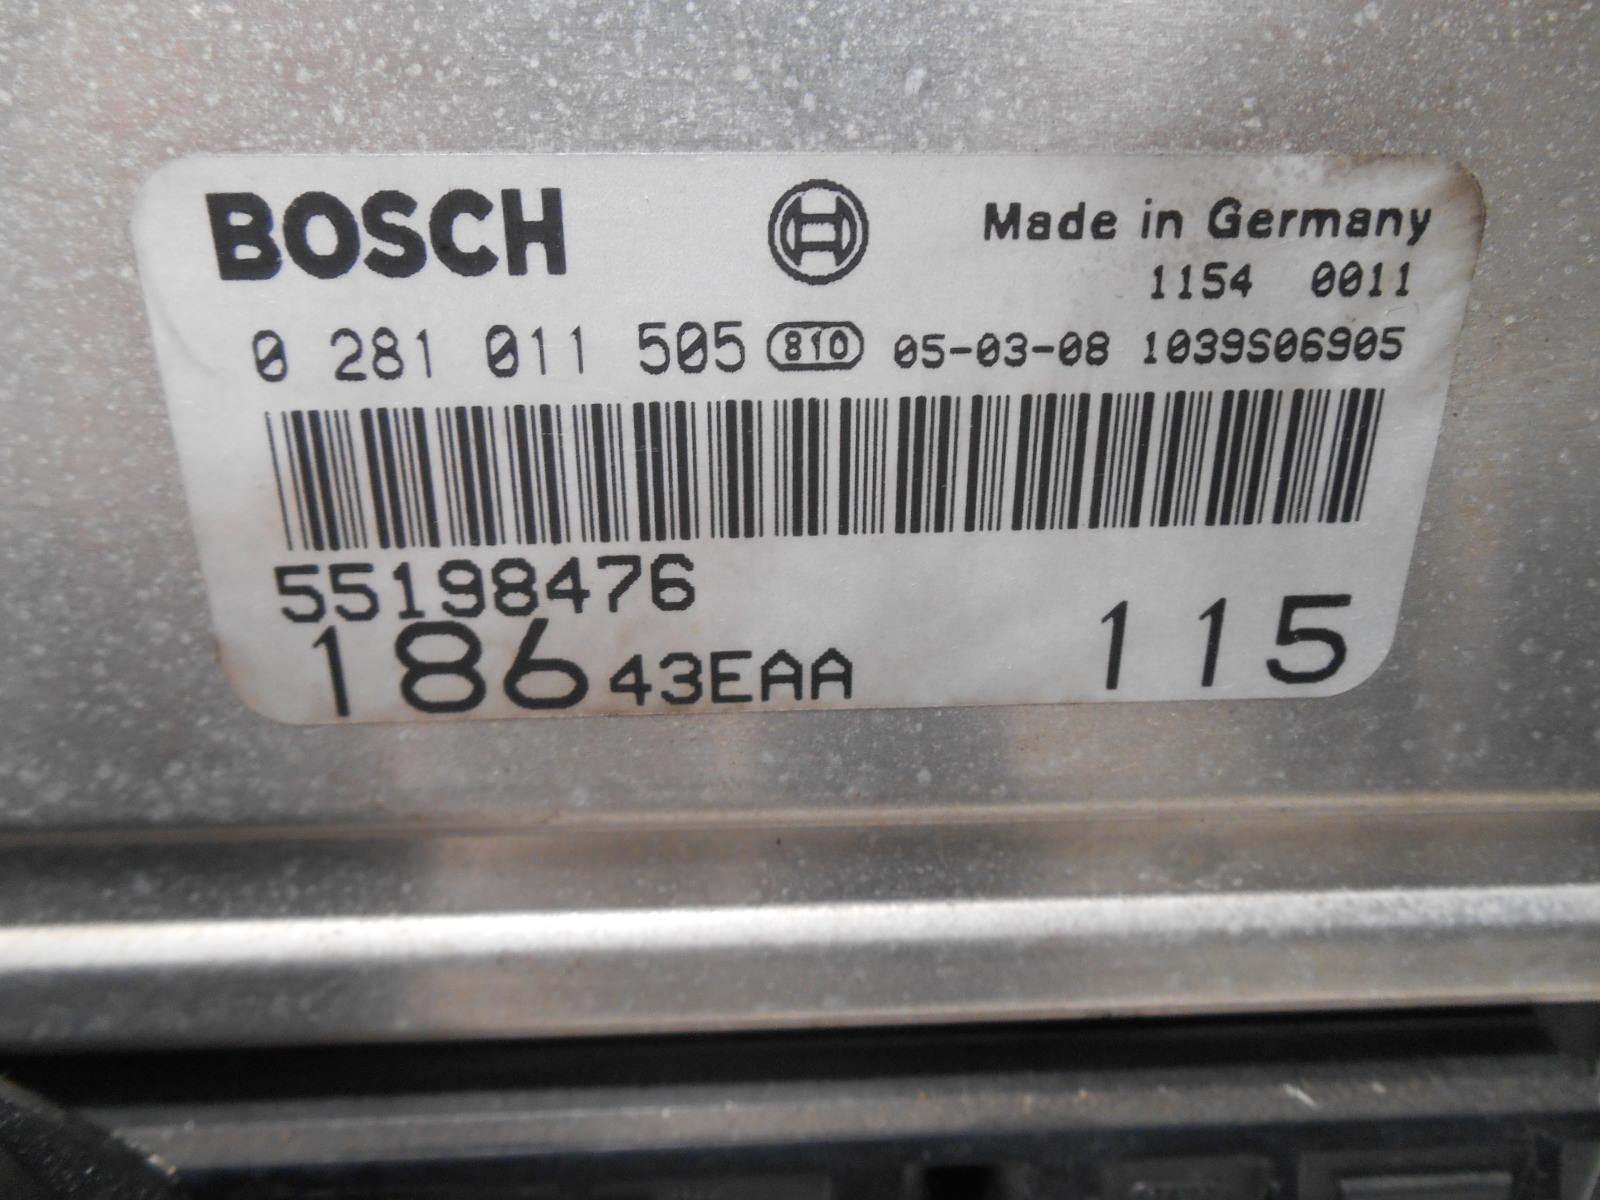 BOSCH Made in Germany
1154 0011
0 281 011 505 810 05-03-08 1039S06905
55198476
186 43EAA 115